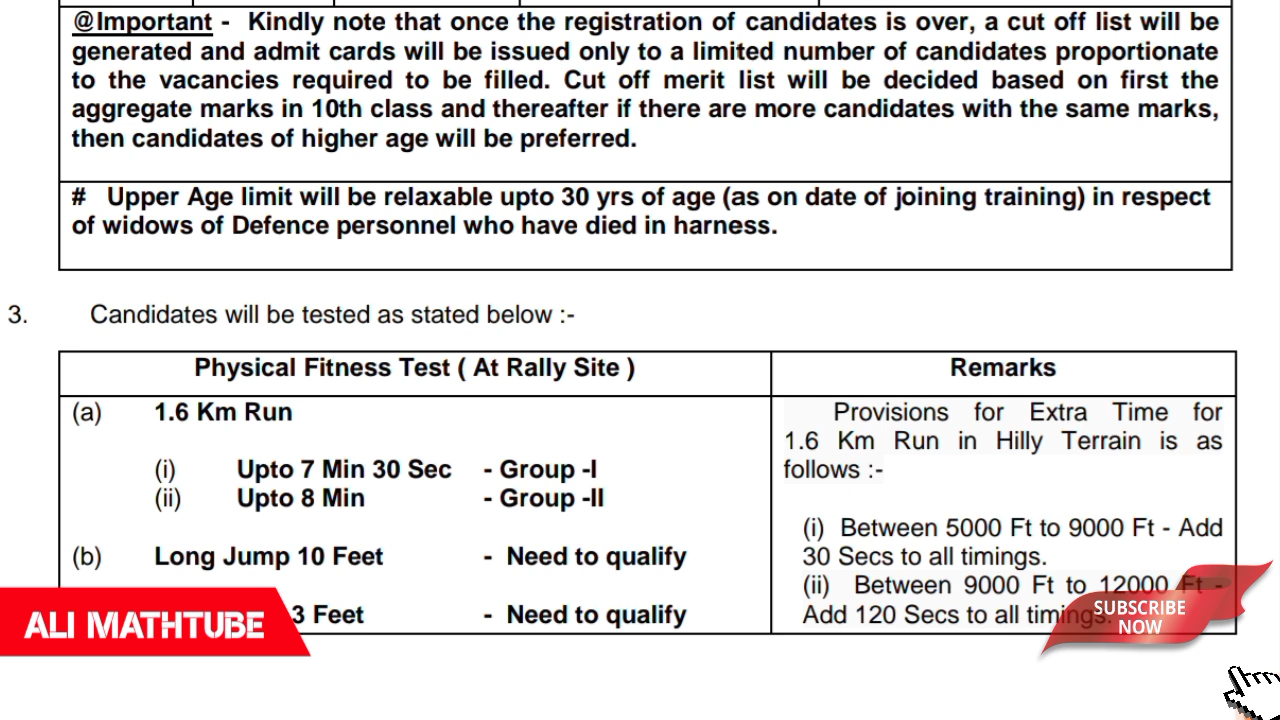 @Important - Kindly note that once the registration of candidates is over, a cut off list will be
generated and admit cards will be issued only to a limited number of candidates proportionate
to the vacancies required to be filled. Cut off merit list will be decided based on first the
aggregate marks in 10th class and thereafter if there are more candidates with the same marks,
then candidates of higher age will be preferred.
# Upper Age limit will be relaxable upto 30 yrs of age (as on date of joining training) in respect
of widows of Defence personnel who have died in harness.
3. Candidates will be tested as stated below :-
Physical Fitness Test ( At Rally Site )
(a) 1.6 Km Run
(i) Upto 7 Min 30 Sec - Group -I
(ii) Upto 8 Min - Group -II
(b) Long Jump 10 Feet - Need to qualify
3 Feet - Need to qualify
Remarks
Provisions for Extra Time for
1.6 Km Run in Hilly Terrain is as
follows :-
(i) Between 5000 Ft to 9000 Ft - Add
30 Secs to all timings.
(ii) Between 9000 Ft to 12000 Ft -
Add 120 Secs to all timings.
ALI MATHTUBE
SUBSCRIBE
NOW